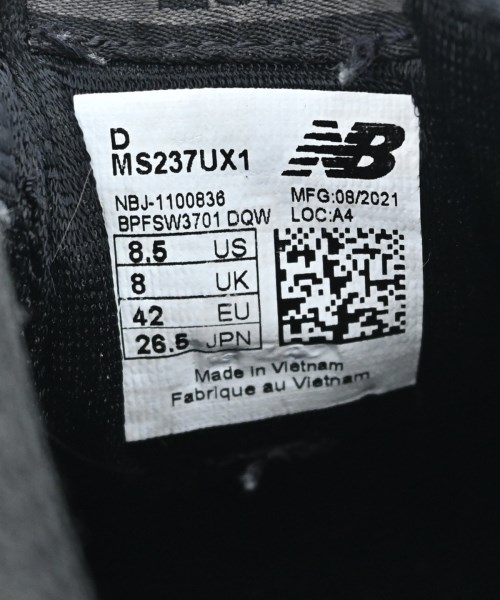 D
MS237UX1
NB
NBJ-1100836
MFG:08/2021
BPFSW3701 DQW
LOC:A4
8.5 US
8 UK
42 EU
26.5 JPN
Made in Vietnam
Fabrique au Vietnam